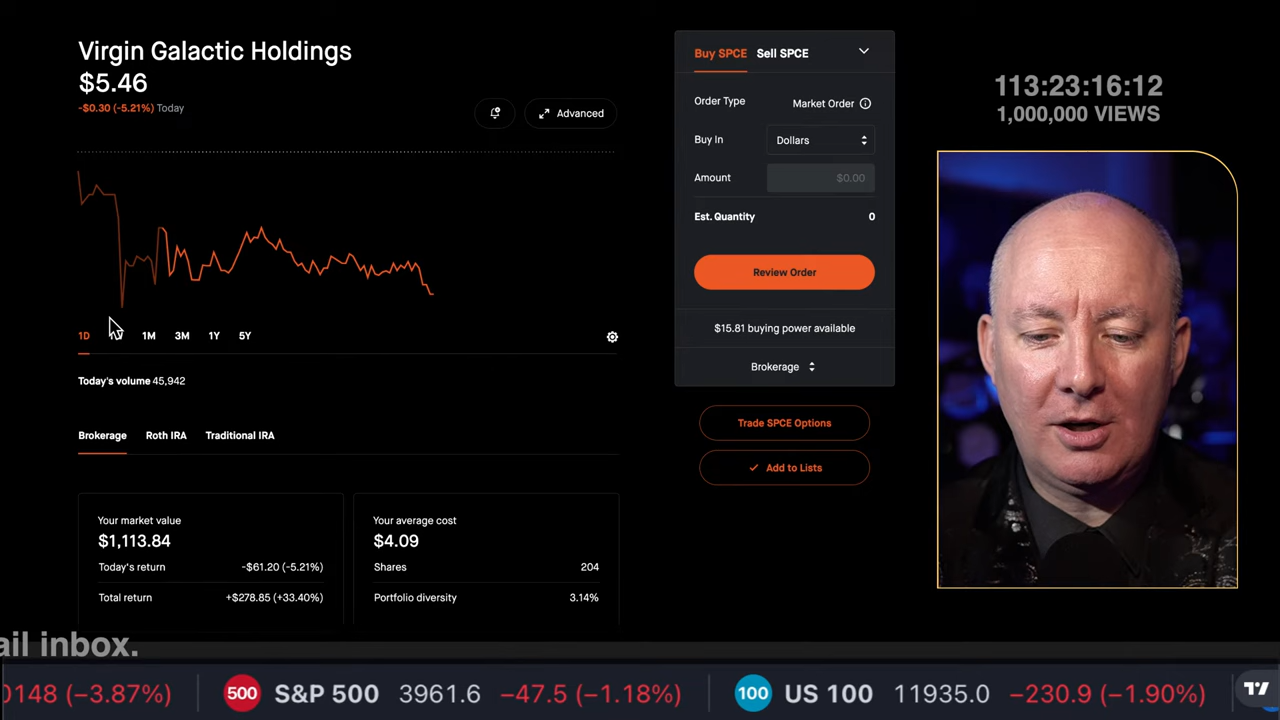 Virgin Galactic Holdings
$5.46
-$0.30 (-5.21%) Today
Advanced
1D 1M 3M 1Y 5Y
Today's volume 45,942
Brokerage Roth IRA Traditional IRA
Your market value
$1,113.84
Today's return -$61.20 (-5.21%)
Total return +$278.85 (+33.40%)
Your average cost
$4.09
Shares 204
Portfolio diversity 3.14%
Buy SPCE Sell SPCE
Order Type Market Order
Buy In Dollars
Amount $0.00
Est. Quantity 0
Review Order
$15.81 buying power available
Brokerage
Trade SPCE Options
Add to Lists
113:23:16:12
1,000,000 VIEWS
ail inbox.
0148 (−3.87%) 500 S&P 500 3961.6 −47.5 (−1.18%) 100 US 100 11935.0 −230.9 (−1.90%)